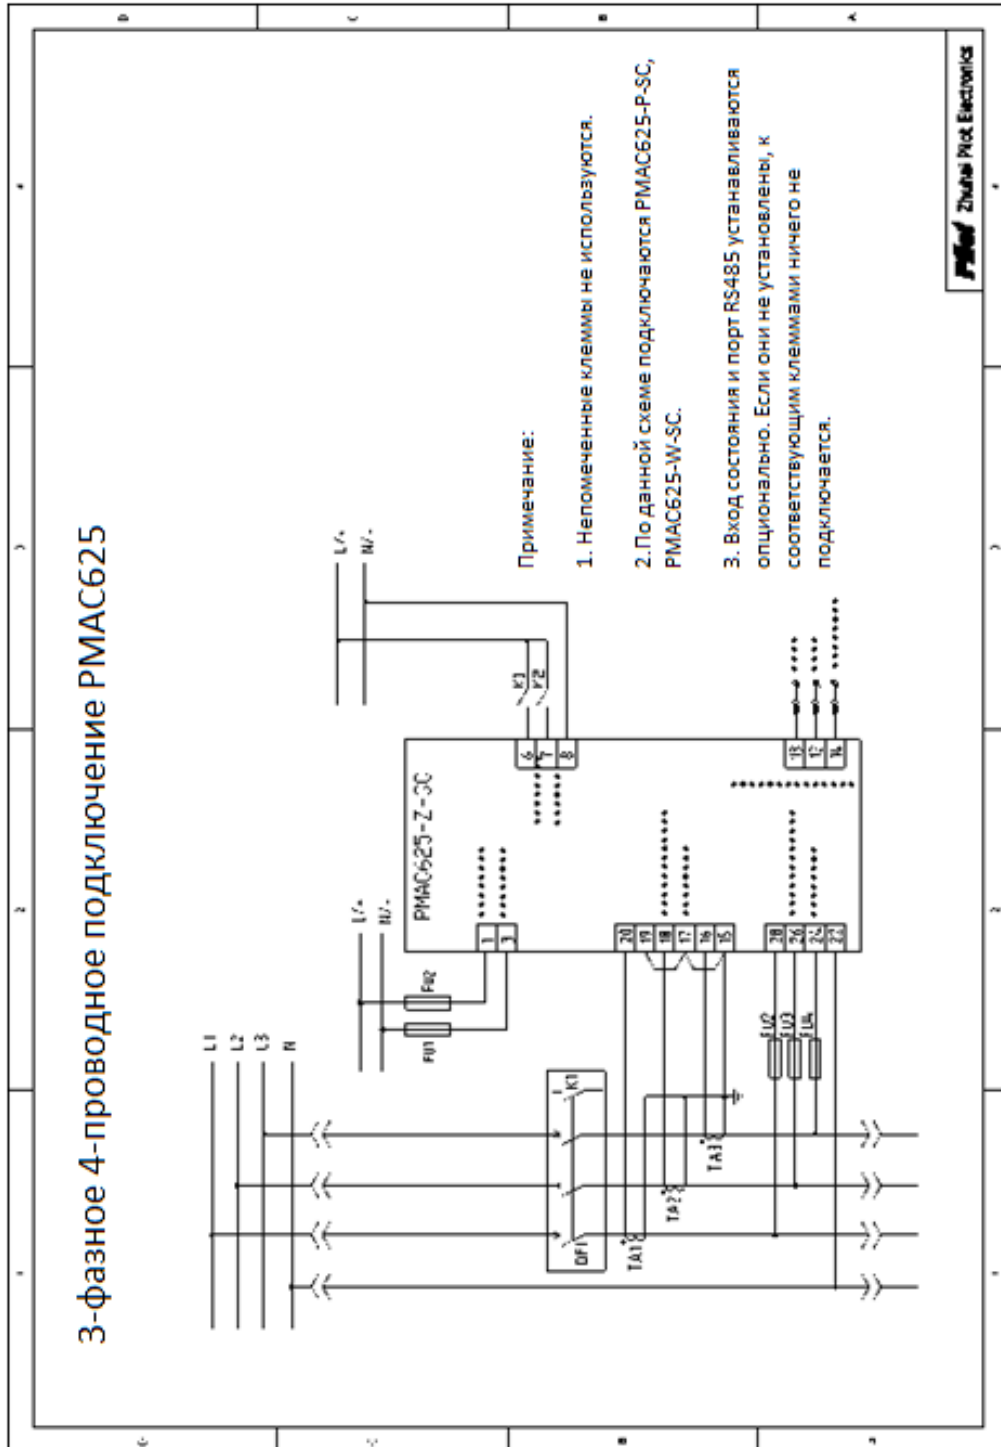 3-фазное 4-проводное подключение PMAC625
L1
L2
L3
N
L/+
N/-
FU1
FU2
L/+
N/-
PMAC625-Z-SC
1
3
6
7
8
K1
K2
QF1
K1
TA1
TA2
TA3
20
19
18
17
16
15
FU2
FU3
FU4
28
26
24
13
12
14
Примечание:
1. Непомеченные клеммы не используются.
2.По данной схеме подключаются PMAC625-P-SC,
PMAC625-W-SC.
3. Вход состояния и порт RS485 устанавливаются
опционально. Если они не установлены, к
соответствующим клеммами ничего не
подключается.
Pilot Zhuhai Pilot Electronics